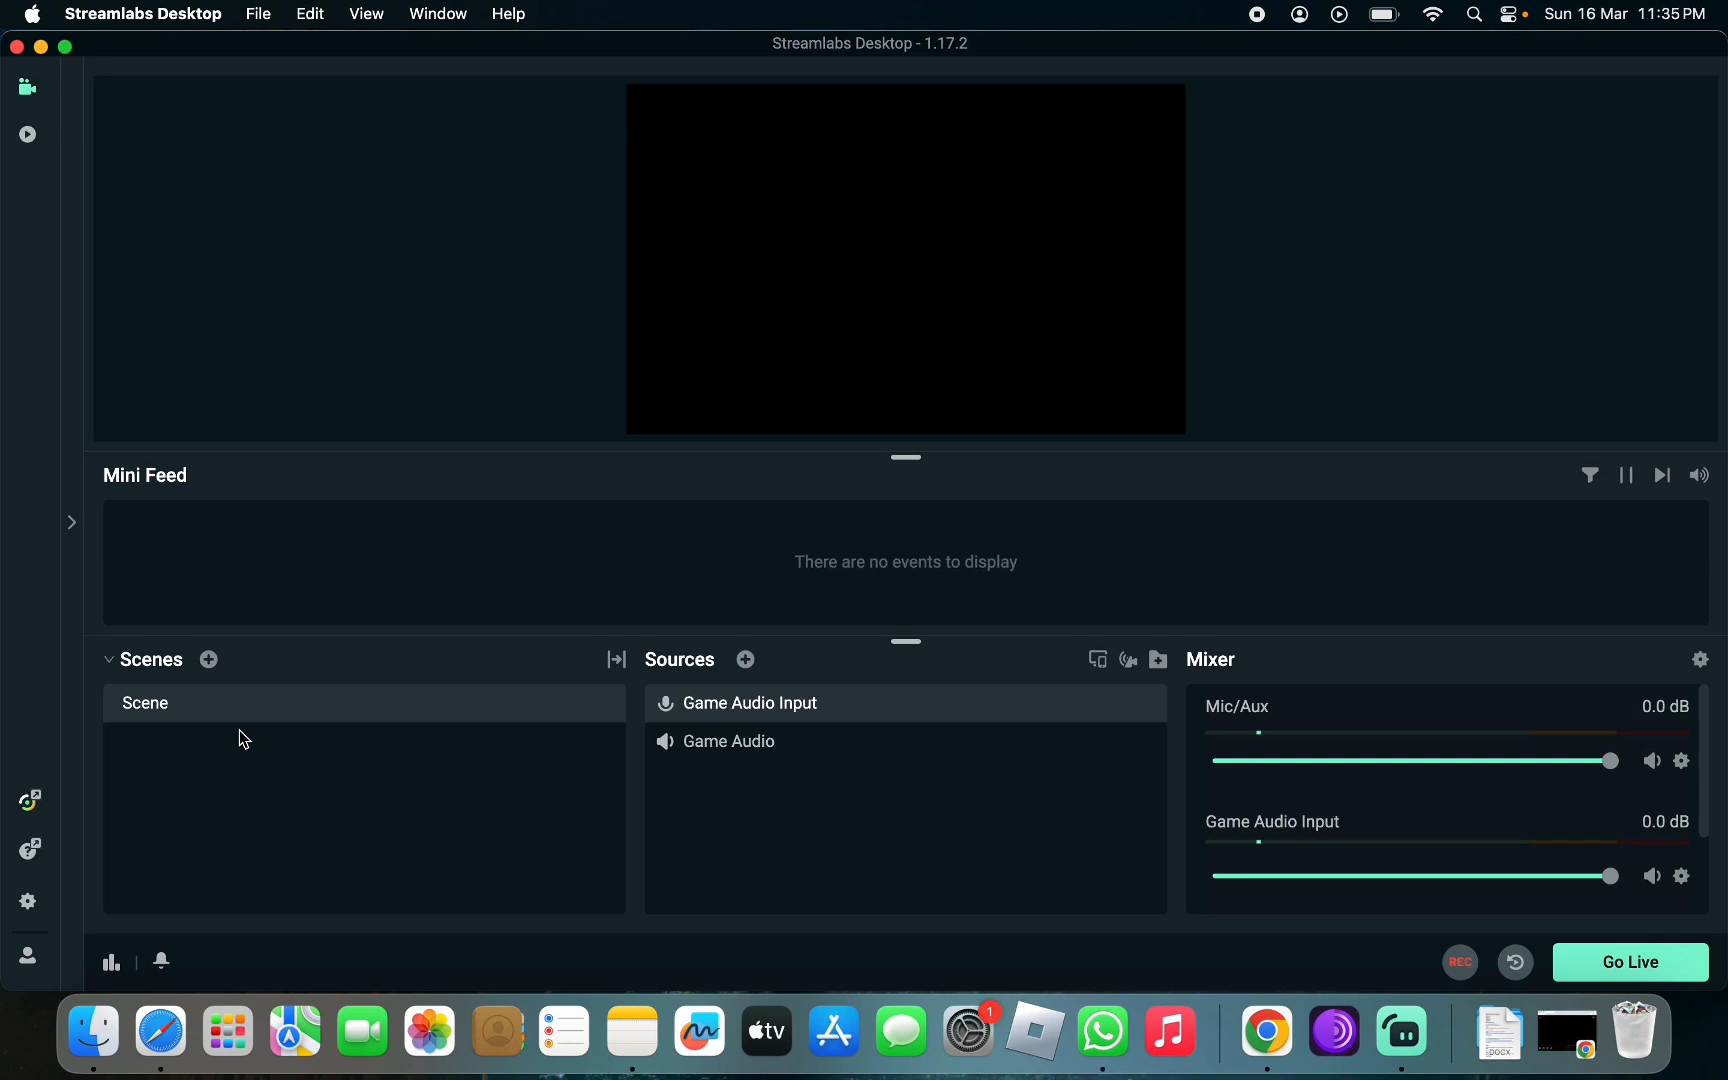 Streamlabs Desktop File Edit View Window Help Sun 16 Mar 11:35 PM
Streamlabs Desktop - 1.17.2
Mini Feed
There are no events to display
Scenes Sources Mixer
Scene
Game Audio Input
Game Audio
Mic/Aux 0.0 dB
Game Audio Input 0.0 dB
REC Go Live
1
tv
DOCX